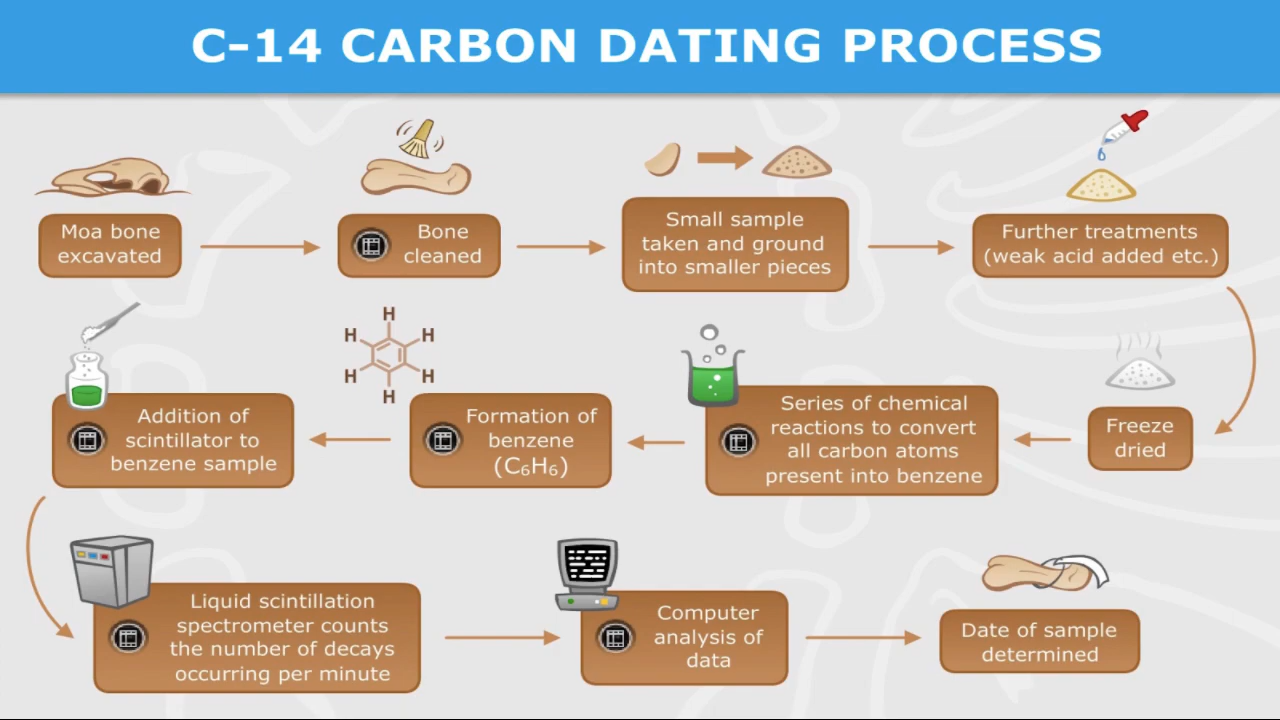 C-14 CARBON DATING PROCESS
Moa bone
excavated
Bone
cleaned
Small sample
taken and ground
into smaller pieces
Further treatments
(weak acid added etc.)
Freeze
dried
Series of chemical
reactions to convert
all carbon atoms
present into benzene
H
H
H
H
H
H
Formation of
benzene
(C₆H₆)
Addition of
scintillator to
benzene sample
Liquid scintillation
spectrometer counts
the number of decays
occurring per minute
Computer
analysis of
data
Date of sample
determined